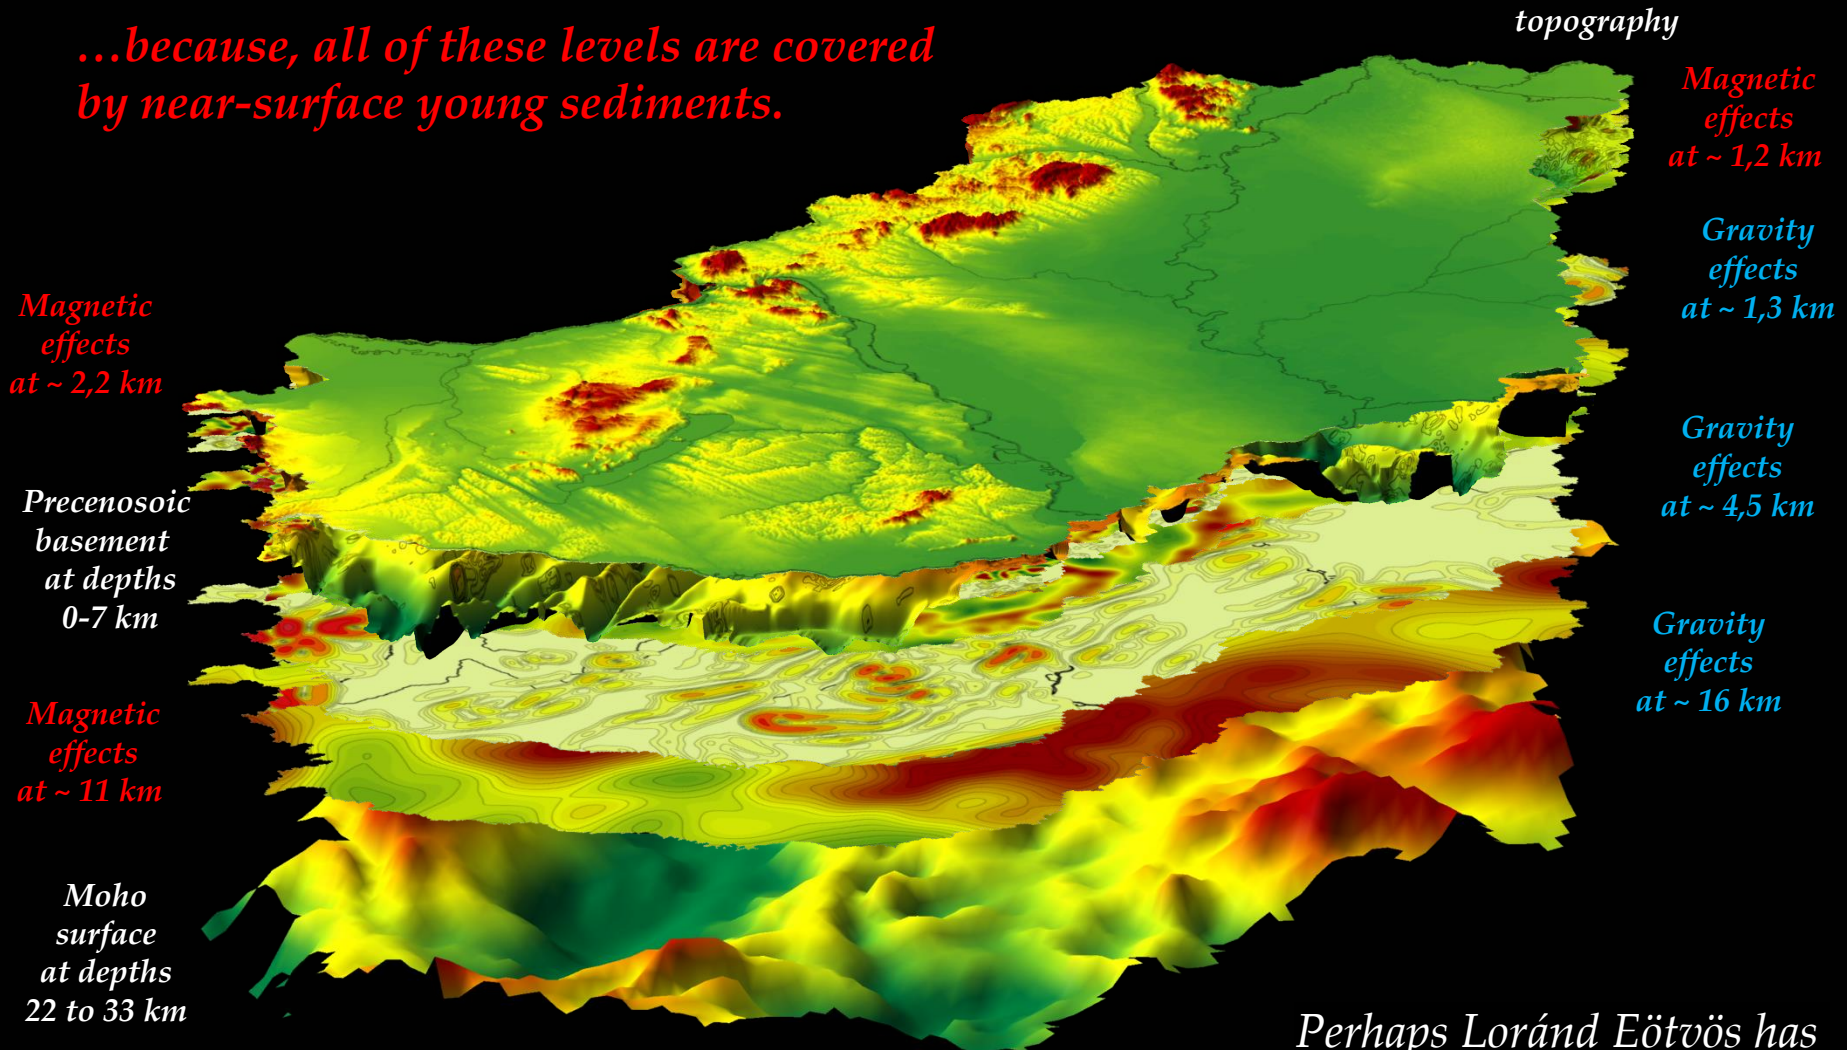 …because, all of these levels are covered
by near-surface young sediments.
topography
Magnetic
effects
at ~ 1,2 km
Gravity
effects
at ~ 1,3 km
Magnetic
effects
at ~ 2,2 km
Gravity
effects
at ~ 4,5 km
Precenosoic
basement
at depths
0-7 km
Gravity
effects
at ~ 16 km
Magnetic
effects
at ~ 11 km
Moho
surface
at depths
22 to 33 km
Perhaps Loránd Eötvös has